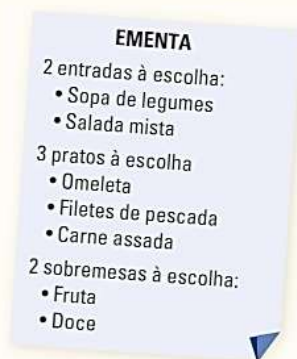 EMENTA
2 entradas à escolha:
• Sopa de legumes
• Salada mista
3 pratos à escolha
• Omeleta
• Filetes de pescada
• Carne assada
2 sobremesas à escolha:
• Fruta
• Doce